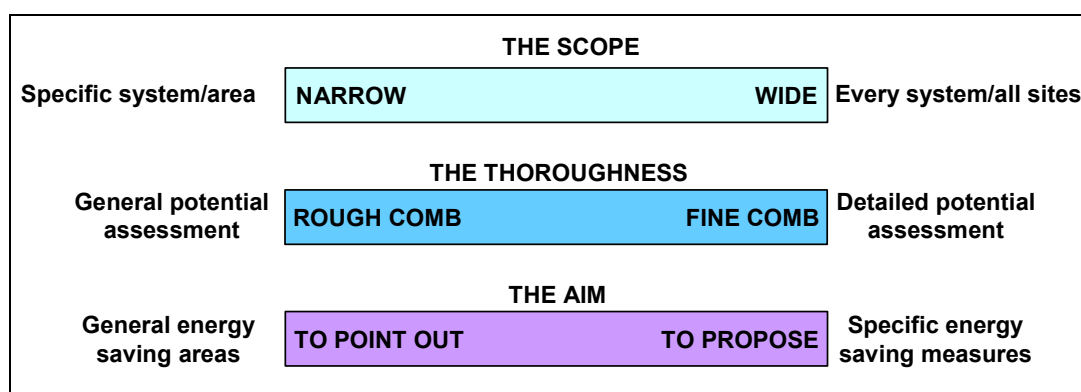 THE SCOPE
Specific system/area NARROW WIDE Every system/all sites
THE THOROUGHNESS
General potential
assessment
ROUGH COMB FINE COMB
Detailed potential
assessment
THE AIM
General energy
saving areas
TO POINT OUT TO PROPOSE
Specific energy
saving measures